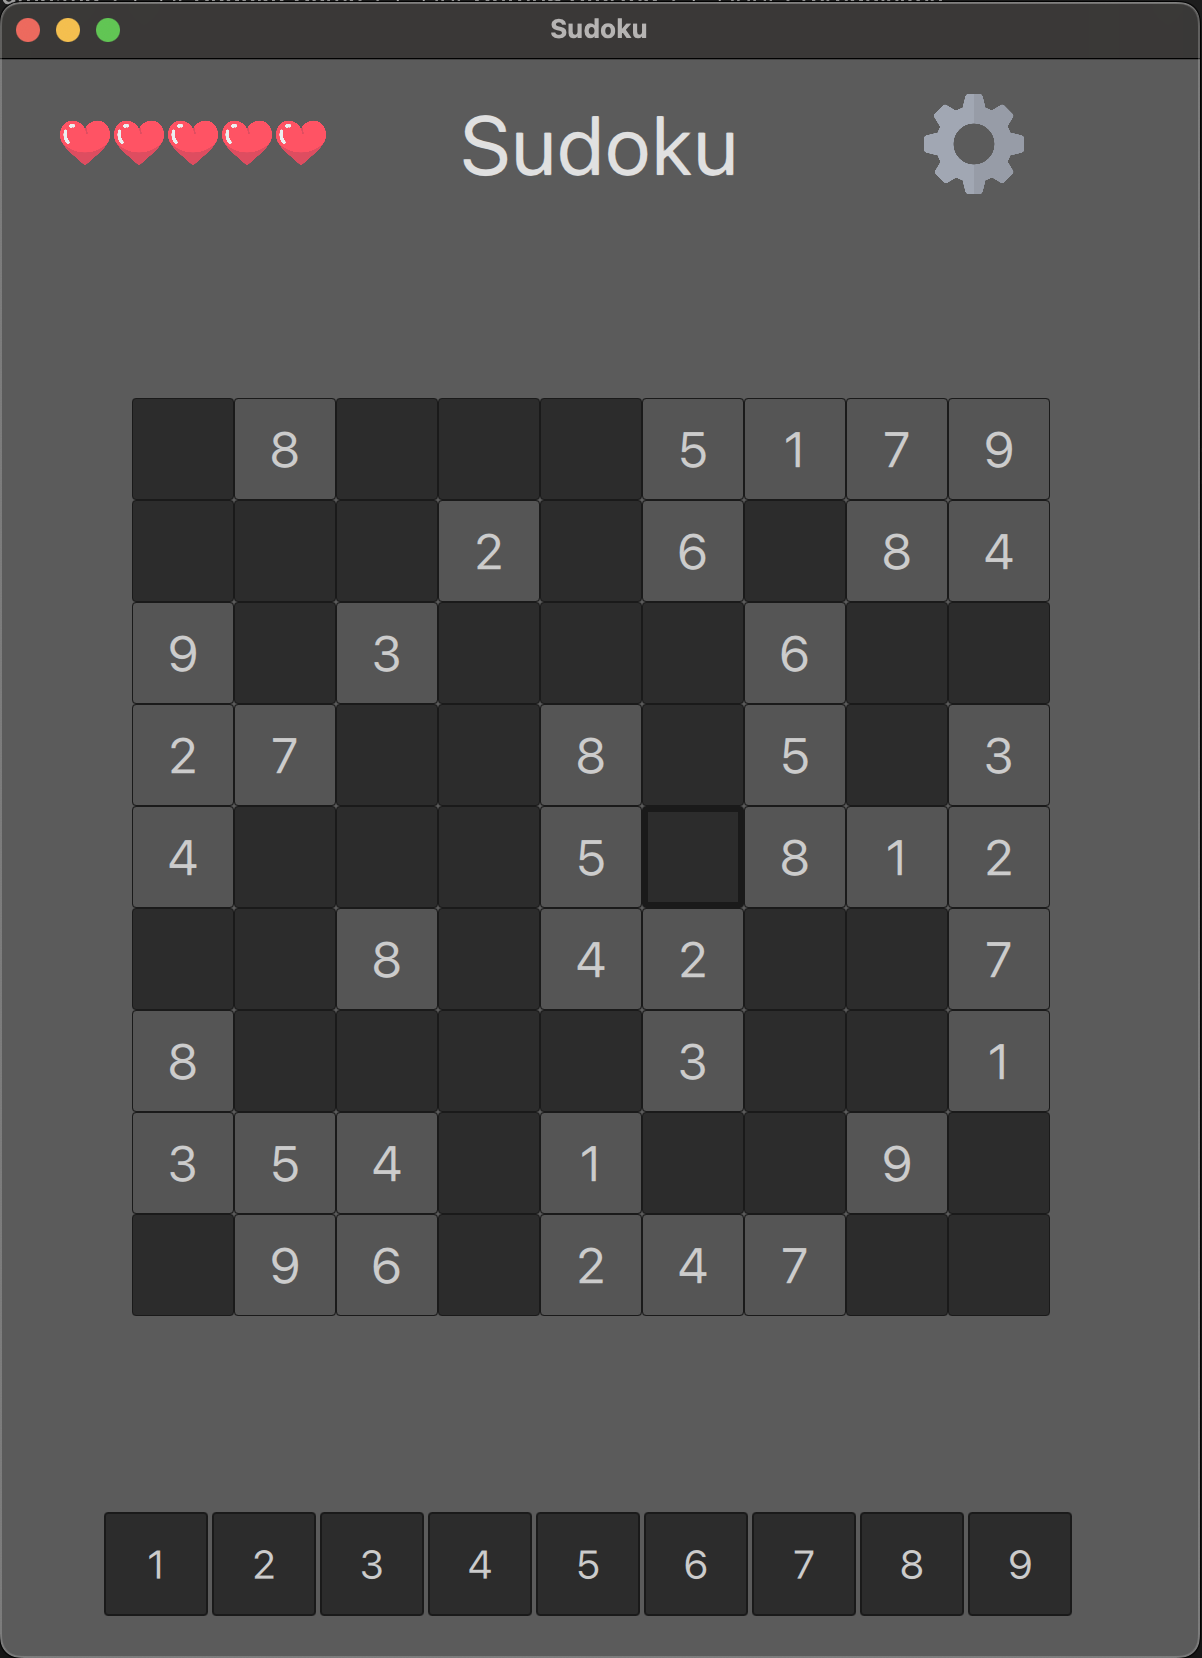 Sudoku
Sudoku
8 5 1 7 9
2 6 8 4
9 3 6
2 7 8 5 3
4 5 8 1 2
8 4 2 7
8 3 1
3 5 4 1 9
9 6 2 4 7
1 2 3 4 5 6 7 8 9